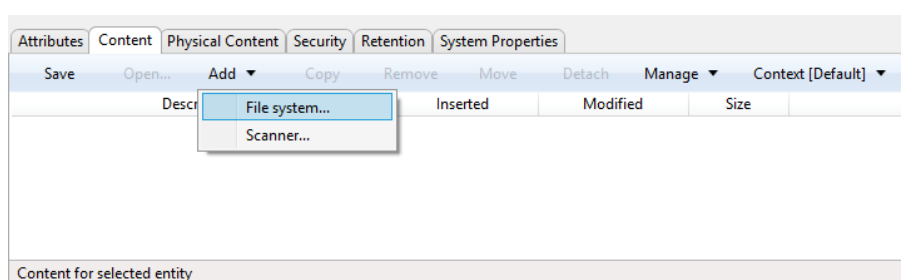 Attributes Content Physical Content Security Retention System Properties
Save Open... Add Copy Remove Move Detach Manage Context [Default]
Descr Inserted Modified Size
File system...
Scanner...
Content for selected entity